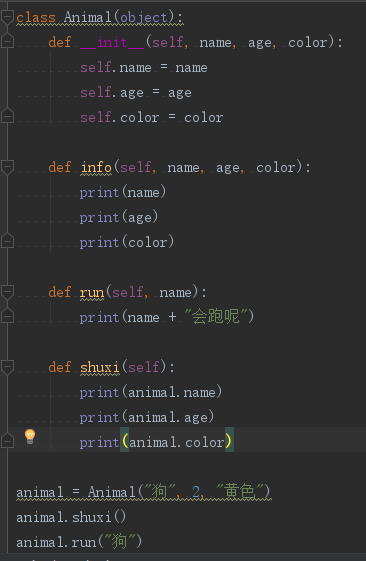 class Animal(object):
    def __init__(self, name, age, color):
        self.name = name
        self.age = age
        self.color = color

    def info(self, name, age, color):
        print(name)
        print(age)
        print(color)

    def run(self, name):
        print(name + "会跑呢")

    def shuxi(self):
        print(animal.name)
        print(animal.age)
        print(animal.color)

animal = Animal("狗", 2, "黄色")
animal.shuxi()
animal.run("狗")